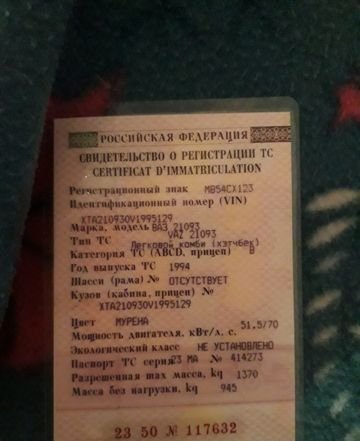 РОССИЙСКАЯ ФЕДЕРАЦИЯ
СВИДЕТЕЛЬСТВО О РЕГИСТРАЦИИ ТС
CERTIFICAT D'IMMATRICULATION
Регистрационный знак М854СХ123
Идентификационный номер (VIN)
XTA210930V1995129
Марка, модель ВАЗ 21093
VAZ 21093
Тип ТС Легковой комби (хэтчбек)
Категория ТС (ABCD, прицеп) B
Год выпуска ТС 1994
Шасси (рама) № ОТСУТСТВУЕТ
Кузов (кабина, прицеп) №
XTA210930V1995129
Цвет МУРЕНА
Мощность двигателя, кВт/л. с. 51.5/70
Экологический класс НЕ УСТАНОВЛЕНО
Паспорт ТС серия 23 МА № 414273
Разрешенная max масса, kg 1370
Масса без нагрузки, kg 945
23 50 № 117632